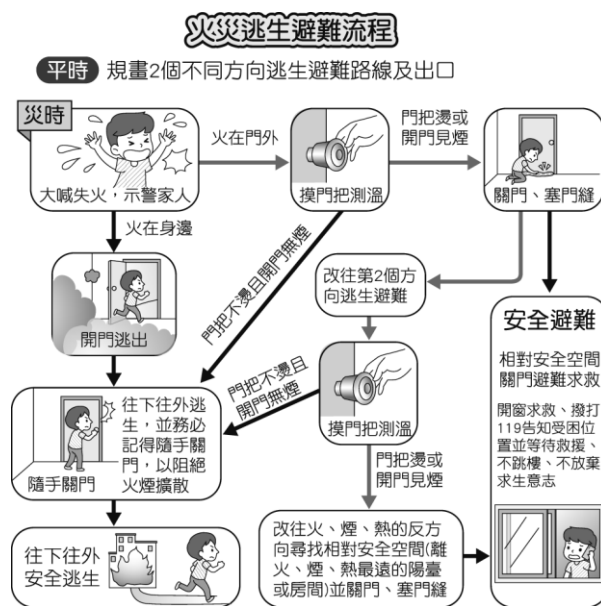 火災逃生避難流程
平時 規畫2個不同方向逃生避難路線及出口
災時
大喊失火，示警家人
火在門外
摸門把測溫
門把燙或
開門見煙
關門、塞門縫
火在身邊
開門逃出
門把不燙且開門無煙
改往第2個方
向逃生避難
門把不燙且
開門無煙
摸門把測溫
安全避難
相對安全空間
關門避難求救
開窗求救、撥打
119告知受困位
置並等待救援、
不跳樓、不放棄
求生意志
隨手關門
往下往外逃
生，並務必
記得隨手關
門，以阻絕
火煙擴散
門把燙或
開門見煙
往下往外
安全逃生
改往火、煙、熱的反方
向尋找相對安全空間(離
火、煙、熱最遠的陽臺
或房間)並關門、塞門縫